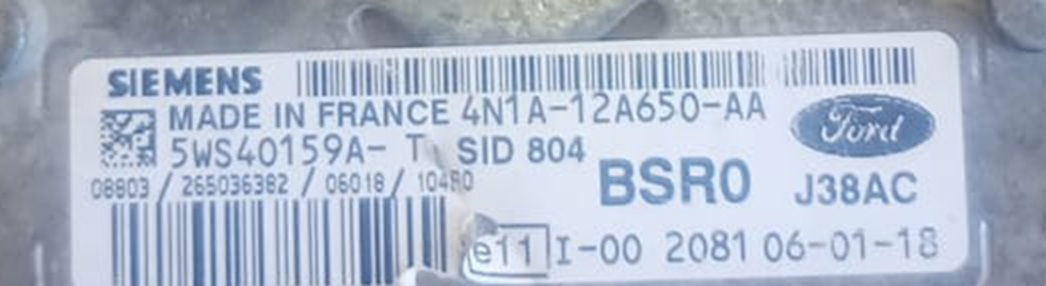 SIEMENS
MADE IN FRANCE 4N1A-12A650-AA
Ford
5WS40159A- T SID 804
08803 / 265036382 / 06018 / 104R0
BSR0 J38AC
e11 I-00 2081 06-01-18